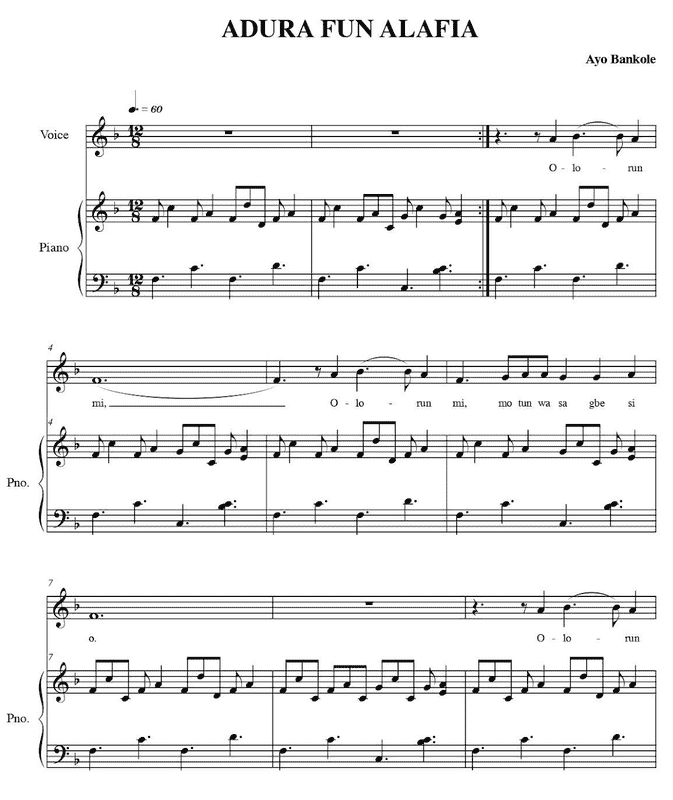 ADURA FUN ALAFIA
Ayo Bankole
= 60
Voice
O - lo - run
Piano
4
mi, O - lo - run mi, mo tun wa sa gbe si
4
Pno.
7
o. O - lo - run
7
Pno.